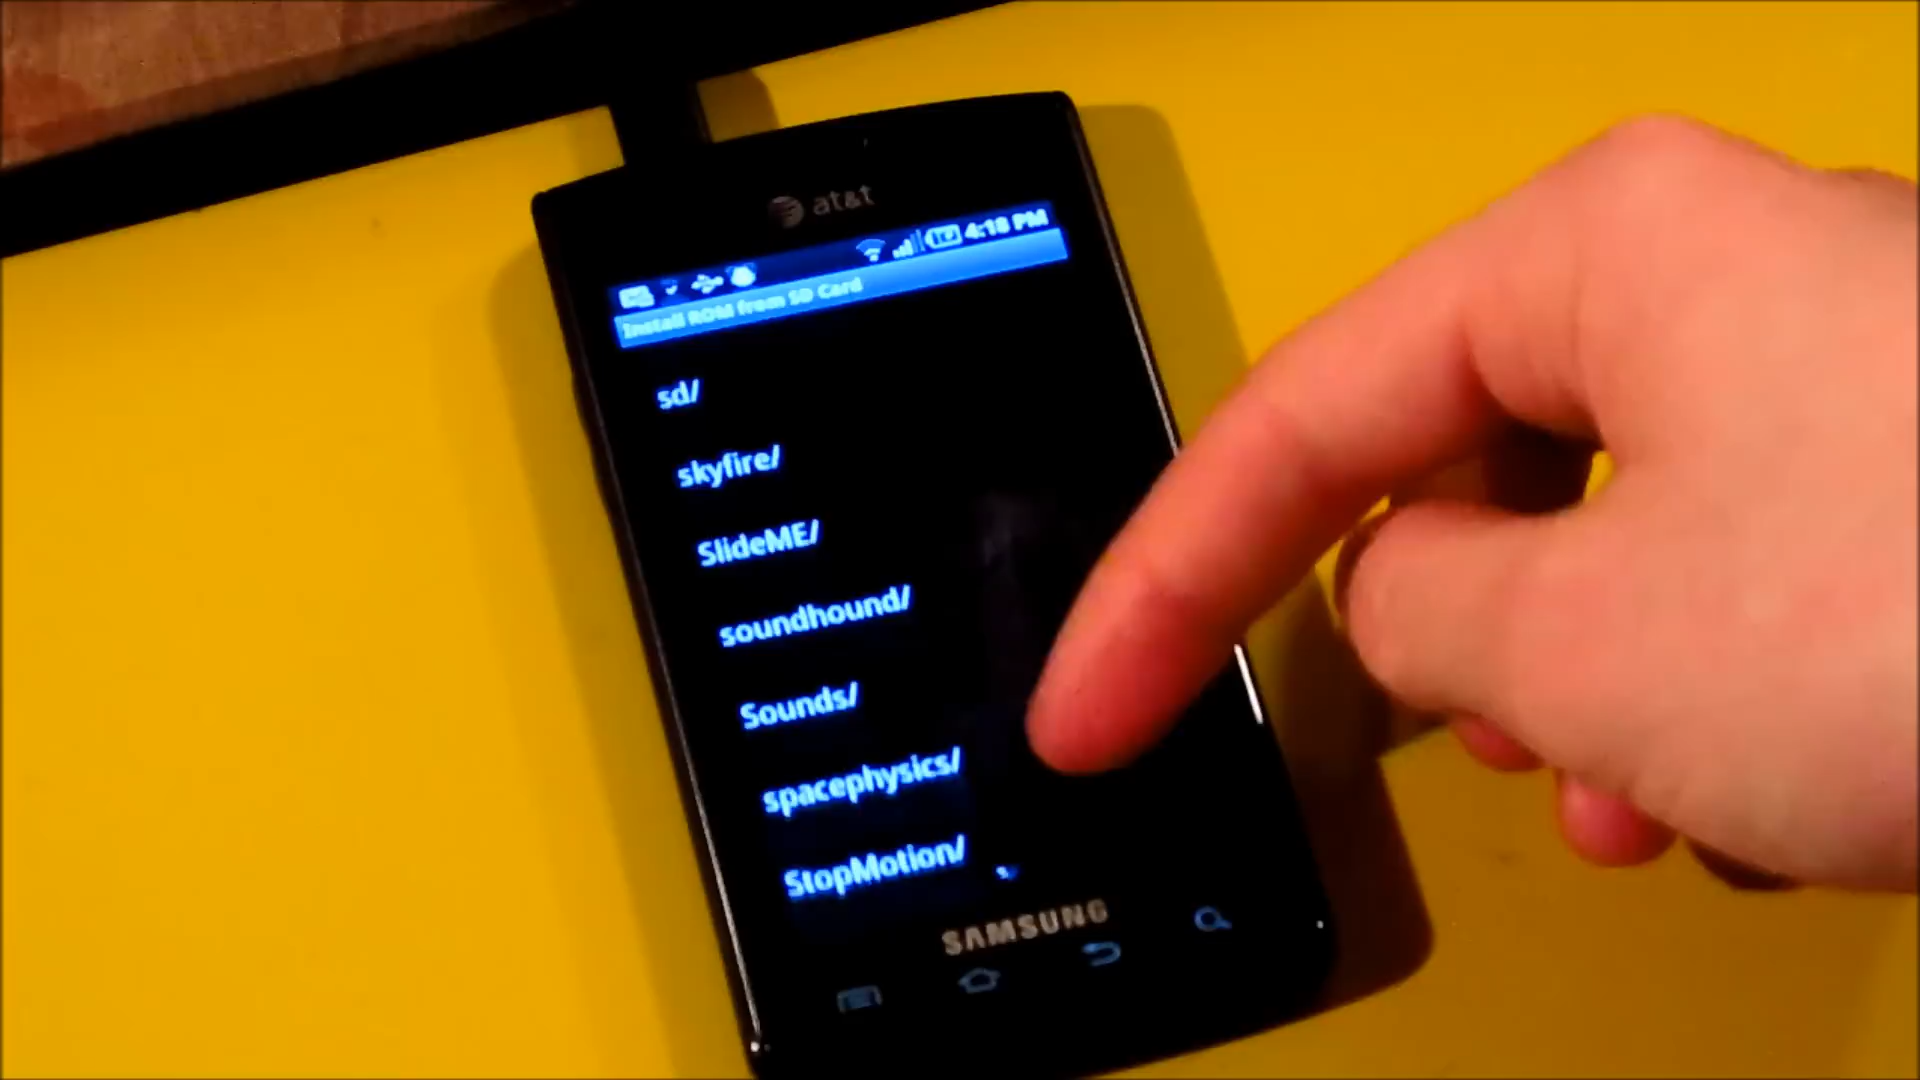 at&t
4:18 PM
Install ROM from SD Card
sd/
skyfire/
SlideME/
soundhound/
Sounds/
spacephysics/
StopMotion/
SAMSUNG